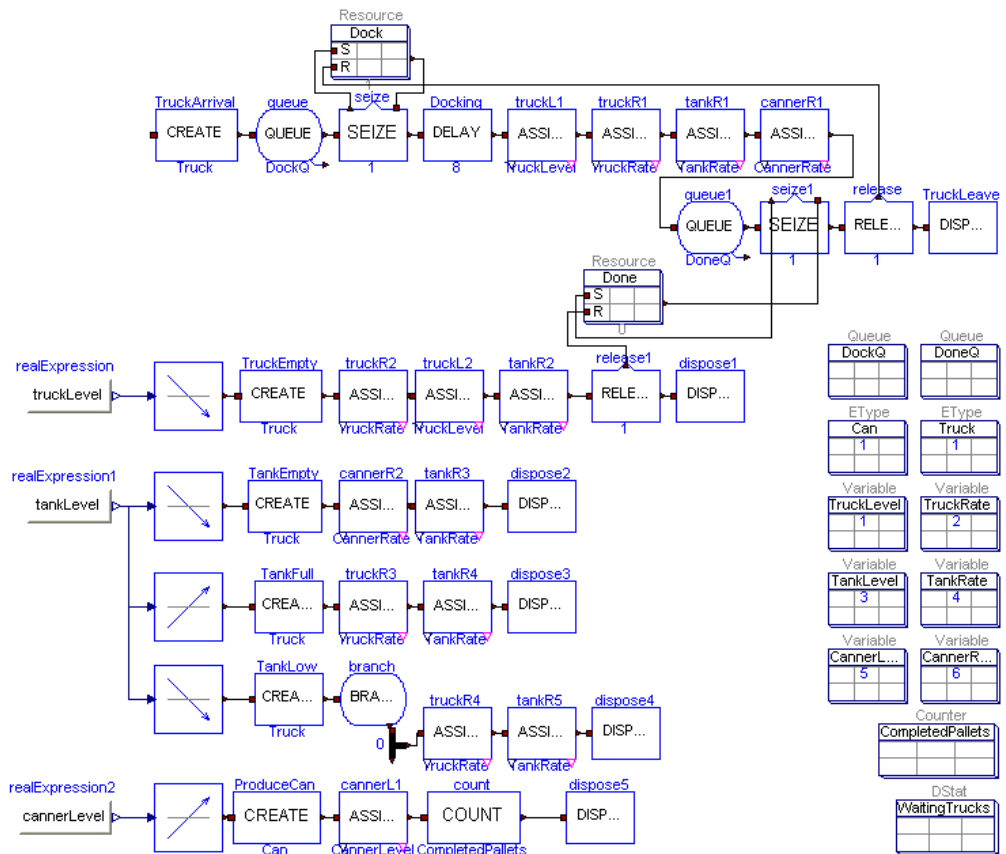 Resource
Dock
S
R
1
TruckArrival queue seize Docking truckL1 truckR1 tankR1 cannerR1
CREATE QUEUE SEIZE DELAY ASSI... ASSI... ASSI... ASSI...
Truck DockQ 1 8 TruckLevel TruckRate TankRate CannerRate
queue1 seize1 release TruckLeave
QUEUE SEIZE RELE... DISP...
DoneQ 1 1
Resource
Done
S
R
realExpression TruckEmpty truckR2 truckL2 tankR2 release1 dispose1
truckLevel CREATE ASSI... ASSI... ASSI... RELE... DISP...
Truck TruckRate TruckLevel TankRate 1
realExpression1 TankEmpty cannerR2 tankR3 dispose2
tankLevel CREATE ASSI... ASSI... DISP...
Truck CannerRate TankRate
TankFull truckR3 tankR4 dispose3
CREA... ASSI... ASSI... DISP...
Truck TruckRate TankRate
TankLow branch
CREA... BRA...
Truck
truckR4 tankR5 dispose4
0 ASSI... ASSI... DISP...
TruckRate TankRate
realExpression2 ProduceCan cannerL1 count dispose5
cannerLevel CREATE ASSI... COUNT DISP...
Can CannerLevel CompletedPallets
Queue Queue
DockQ DoneQ
EType EType
Can Truck
1 1
Variable Variable
TruckLevel TruckRate
1 2
Variable Variable
TankLevel TankRate
3 4
Variable Variable
CannerL... CannerR...
5 6
Counter
CompletedPallets
DStat
WaitingTrucks